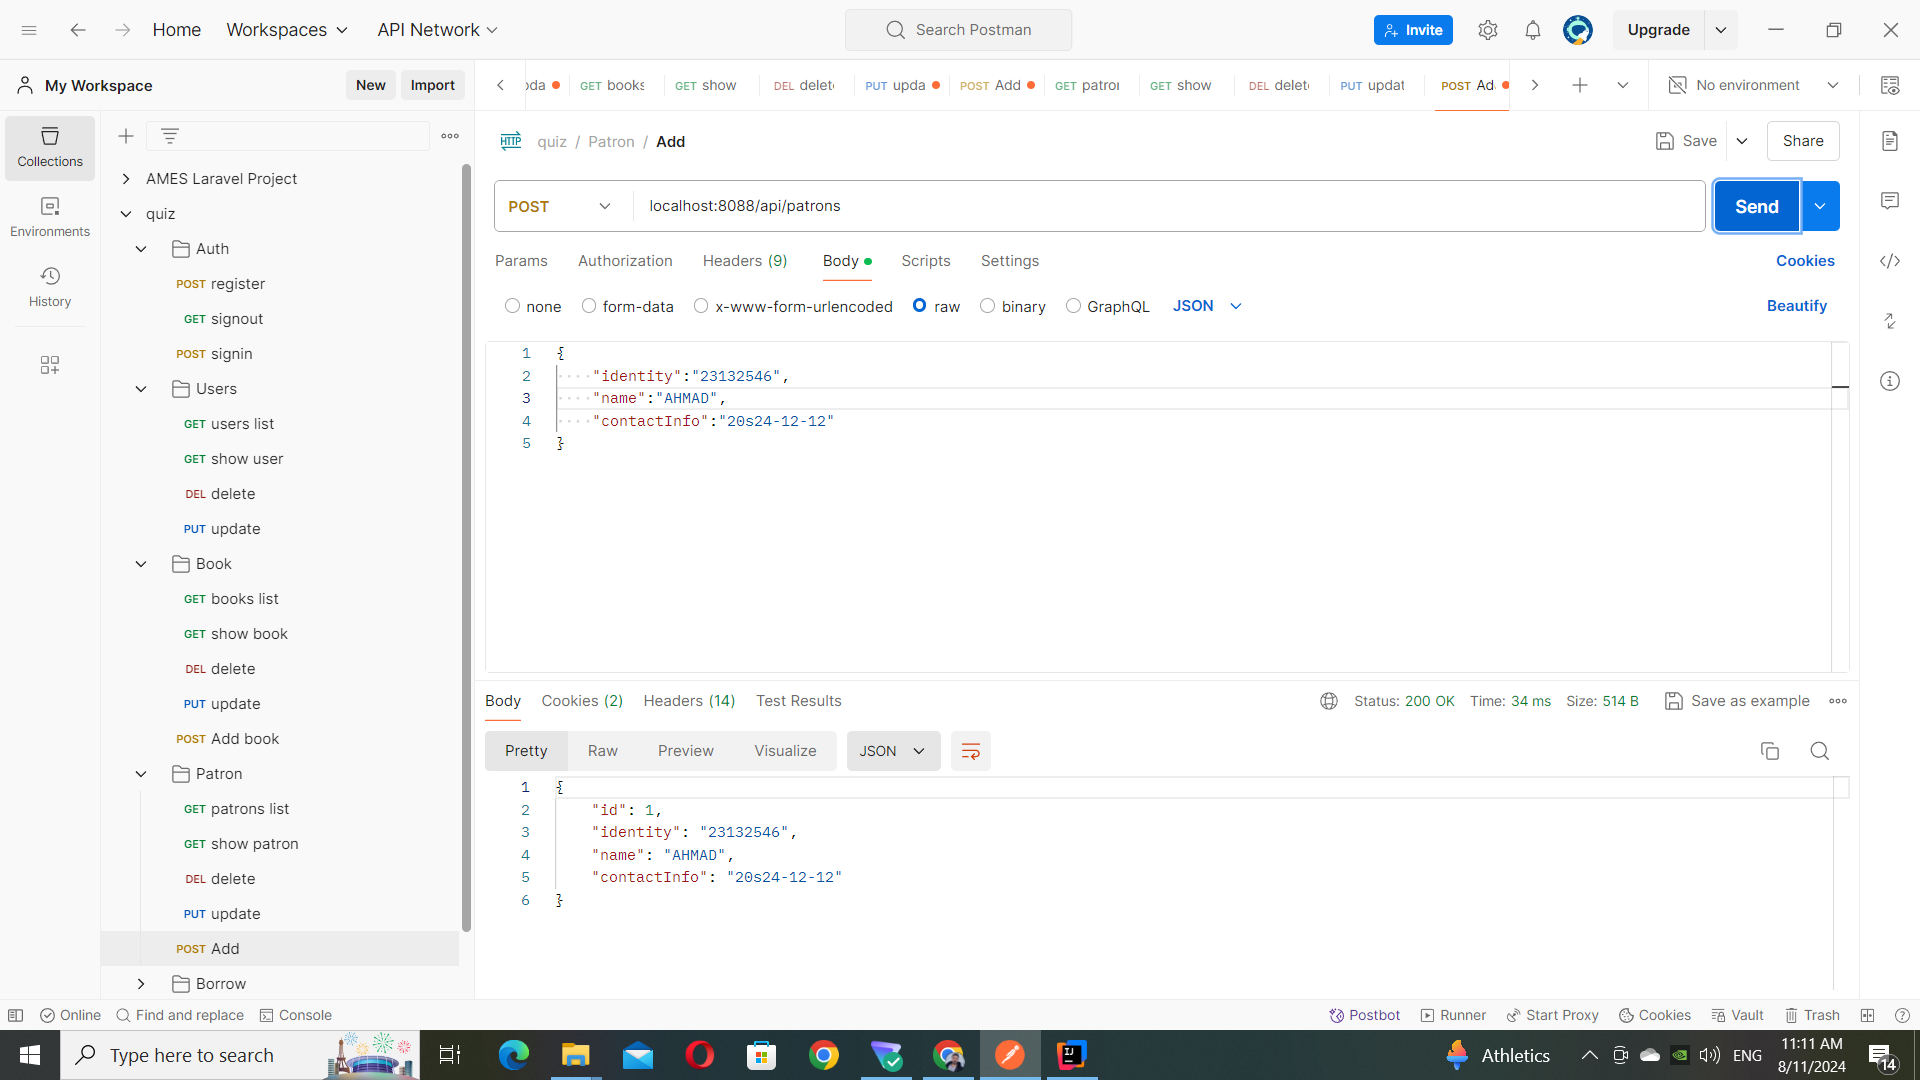 Home Workspaces API Network Search Postman Invite Upgrade
My Workspace New Import
da GET books GET show DEL delet PUT upda POST Add GET patro GET show DEL delet PUT updat POST Ad No environment
Collections
Environments
History
AMES Laravel Project
quiz
Auth
POST register
GET signout
POST signin
Users
GET users list
GET show user
DEL delete
PUT update
Book
GET books list
GET show book
DEL delete
PUT update
POST Add book
Patron
GET patrons list
GET show patron
DEL delete
PUT update
POST Add
Borrow
HTTP quiz / Patron / Add Save Share
POST localhost:8088/api/patrons Send
Params Authorization Headers (9) Body Scripts Settings Cookies
none form-data x-www-form-urlencoded raw binary GraphQL JSON Beautify
1 {
2 "identity":"23132546",
3 "name":"AHMAD",
4 "contactInfo":"20s24-12-12"
5 }
Body Cookies (2) Headers (14) Test Results Status: 200 OK Time: 34 ms Size: 514 B Save as example
Pretty Raw Preview Visualize JSON
1 {
2 "id": 1,
3 "identity": "23132546",
4 "name": "AHMAD",
5 "contactInfo": "20s24-12-12"
6 }
Online Find and replace Console Postbot Runner Start Proxy Cookies Vault Trash
Type here to search Athletics ENG 11:11 AM
8/11/2024 14